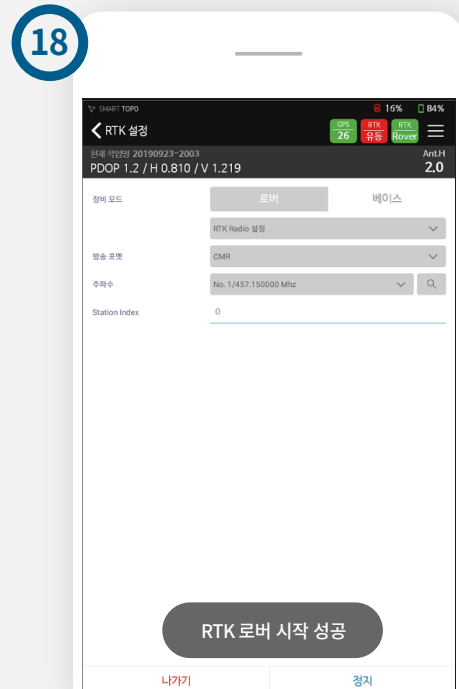 18
SMART TOPO 16% 84%
RTK 설정 GPS 26 RTK 유동 RTK Rover
현재 작업명 20190923-2003 Ant.H
PDOP 1.2 / H 0.810 / V 1.219 2.0
장비 모드 로버 베이스
RTK Radio 설정
방송 포멧 CMR
주파수 No. 1/457.150000 Mhz
Station Index 0
RTK 로버 시작 성공
나가기 정지